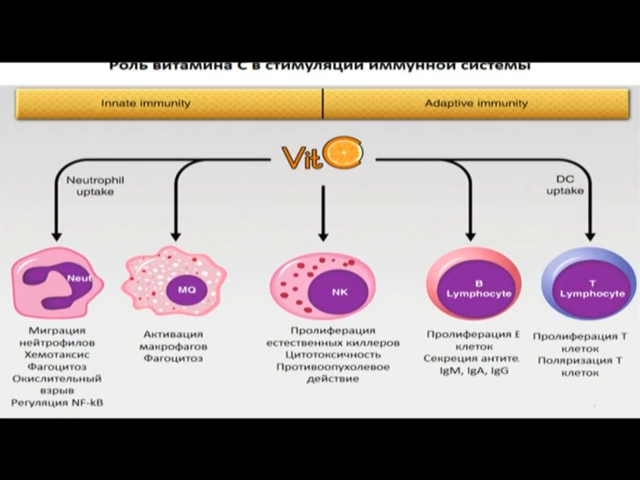 Роль витамина С в стимуляции иммунной системы
Innate immunity
Adaptive immunity
Vit C
Neutrophil
uptake
DC
uptake
Neut
MQ
NK
B
Lymphocyte
T
Lymphocyte
Миграция
нейтрофилов
Хемотаксис
Фагоцитоз
Окислительный
взрыв
Регуляция NF-kB
Активация
макрофагов
Фагоцитоз
Пролиферация
естественных киллеров
Цитотоксичность
Противоопухолевое
действие
Пролиферация Е
клеток
Секреция антите.
IgM, IgA, IgG
Пролиферация Т
клеток
Поляризация Т
клеток